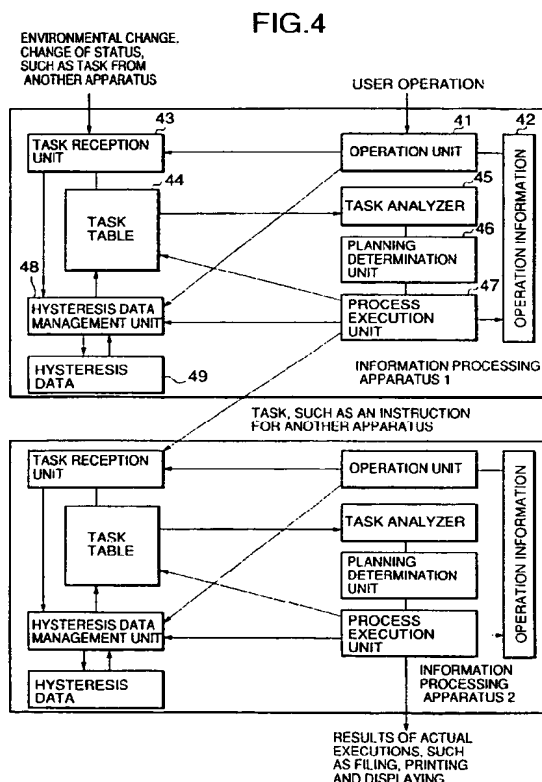 FIG.4
ENVIRONMENTAL CHANGE,
CHANGE OF STATUS,
SUCH AS TASK FROM
ANOTHER APPARATUS
USER OPERATION
43
41
42
TASK RECEPTION
UNIT
OPERATION UNIT
OPERATION INFORMATION
44
45
TASK
TABLE
TASK ANALYZER
46
PLANNING
DETERMINATION
UNIT
48
47
HYSTERESIS DATA
MANAGEMENT UNIT
PROCESS
EXECUTION
UNIT
HYSTERESIS
DATA
49
INFORMATION PROCESSING
APPARATUS 1
TASK, SUCH AS AN INSTRUCTION
FOR ANOTHER APPARATUS
TASK RECEPTION
UNIT
OPERATION UNIT
OPERATION INFORMATION
TASK
TABLE
TASK ANALYZER
PLANNING
DETERMINATION
UNIT
HYSTERESIS DATA
MANAGEMENT UNIT
PROCESS
EXECUTION
UNIT
HYSTERESIS
DATA
INFORMATION
PROCESSING
APPARATUS 2
RESULTS OF ACTUAL
EXECUTIONS, SUCH
AS FILING, PRINTING
AND DISPLAYING